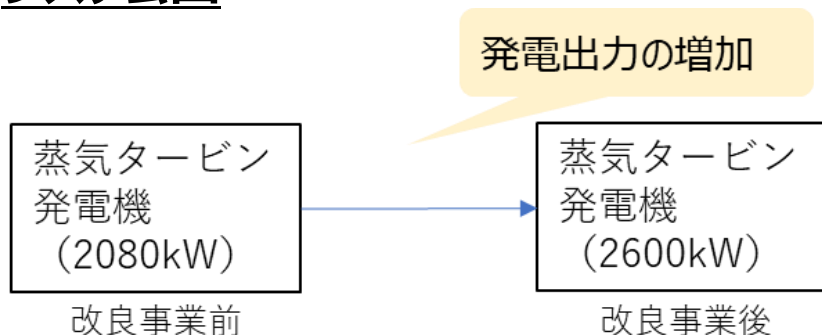 発電出力の増加
蒸気タービン
発電機
（2080kW）
蒸気タービン
発電機
（2600kW）
改良事業前
改良事業後